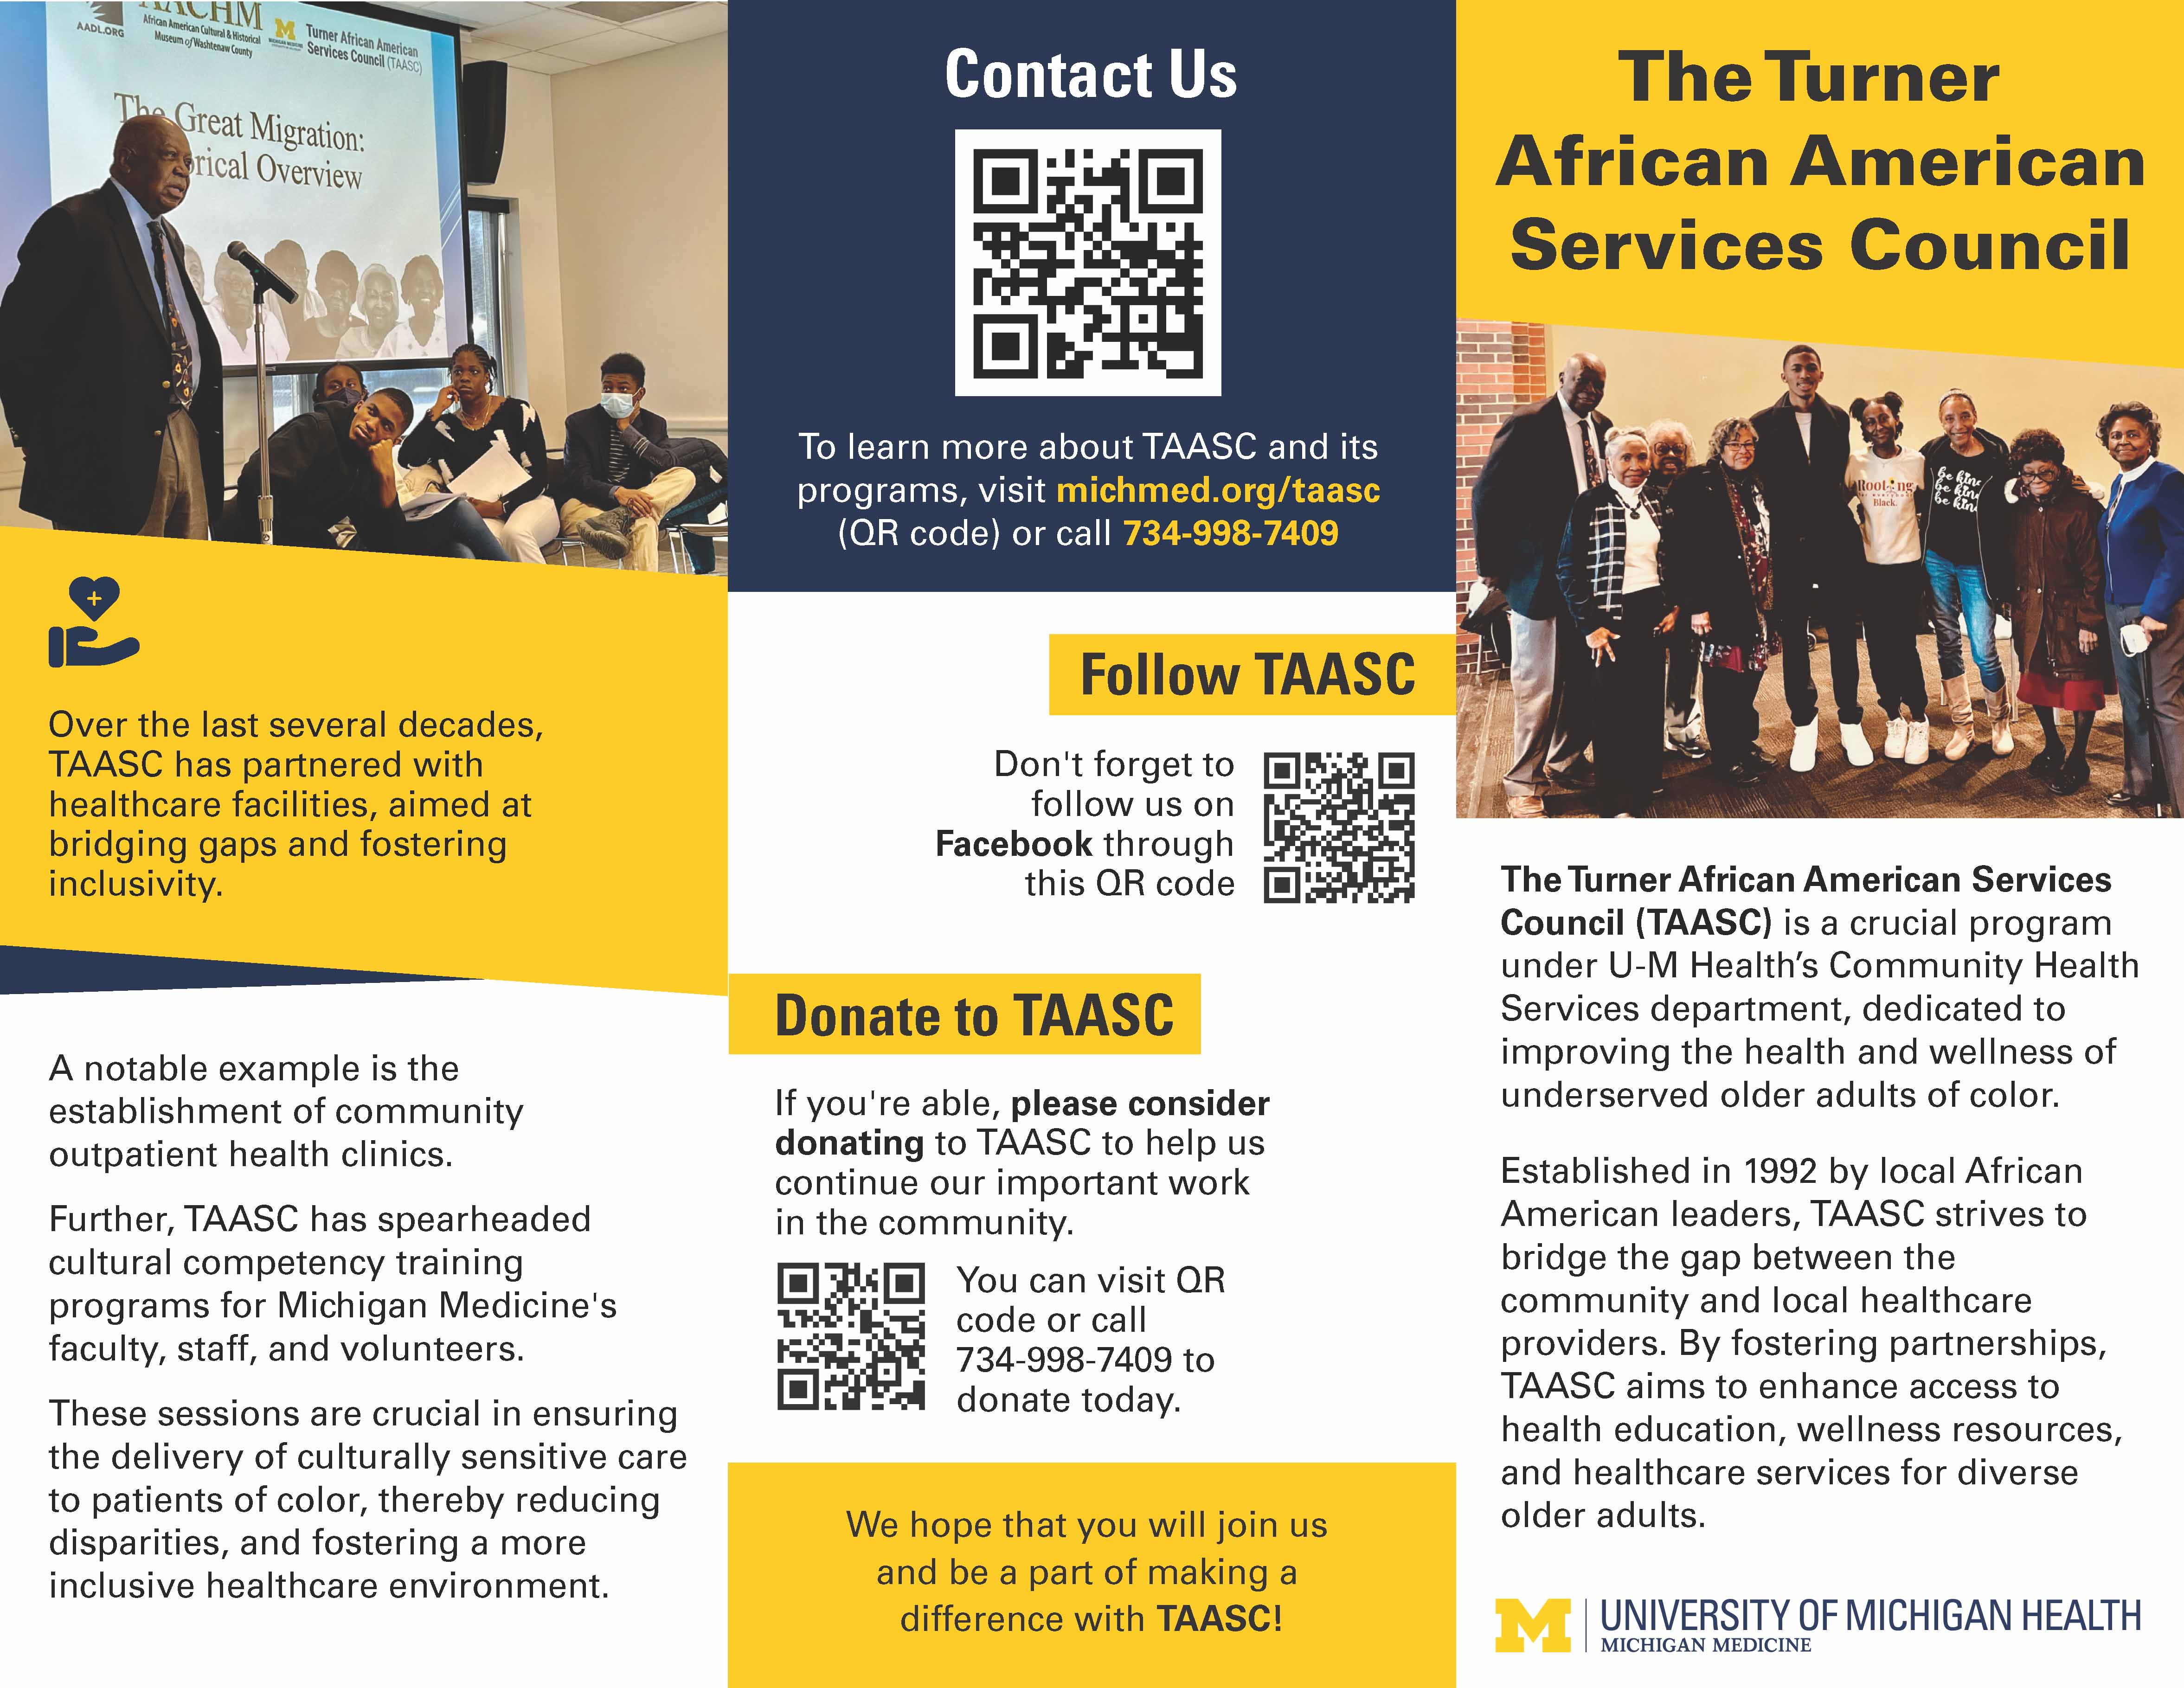 AADL.ORG
AACHM
African American Cultural & Historical
Museum of Washtenaw County
M
MICHIGAN MEDICINE
Turner African American
Services Council (TAASC)
The Great Migration:
orical Overview
Over the last several decades,
TAASC has partnered with
healthcare facilities, aimed at
bridging gaps and fostering
inclusivity.
A notable example is the
establishment of community
outpatient health clinics.
Further, TAASC has spearheaded
cultural competency training
programs for Michigan Medicine's
faculty, staff, and volunteers.
These sessions are crucial in ensuring
the delivery of culturally sensitive care
to patients of color, thereby reducing
disparities, and fostering a more
inclusive healthcare environment.
Contact Us
To learn more about TAASC and its
programs, visit michmed.org/taasc
(QR code) or call 734-998-7409
Follow TAASC
Don't forget to
follow us on
Facebook through
this QR code
Donate to TAASC
If you're able, please consider
donating to TAASC to help us
continue our important work
in the community.
You can visit QR
code or call
734-998-7409 to
donate today.
We hope that you will join us
and be a part of making a
difference with TAASC!
The Turner
African American
Services Council
Rooting
Black.
be kind
be kind
be kind
The Turner African American Services
Council (TAASC) is a crucial program
under U-M Health’s Community Health
Services department, dedicated to
improving the health and wellness of
underserved older adults of color.
Established in 1992 by local African
American leaders, TAASC strives to
bridge the gap between the
community and local healthcare
providers. By fostering partnerships,
TAASC aims to enhance access to
health education, wellness resources,
and healthcare services for diverse
older adults.
M UNIVERSITY OF MICHIGAN HEALTH
MICHIGAN MEDICINE